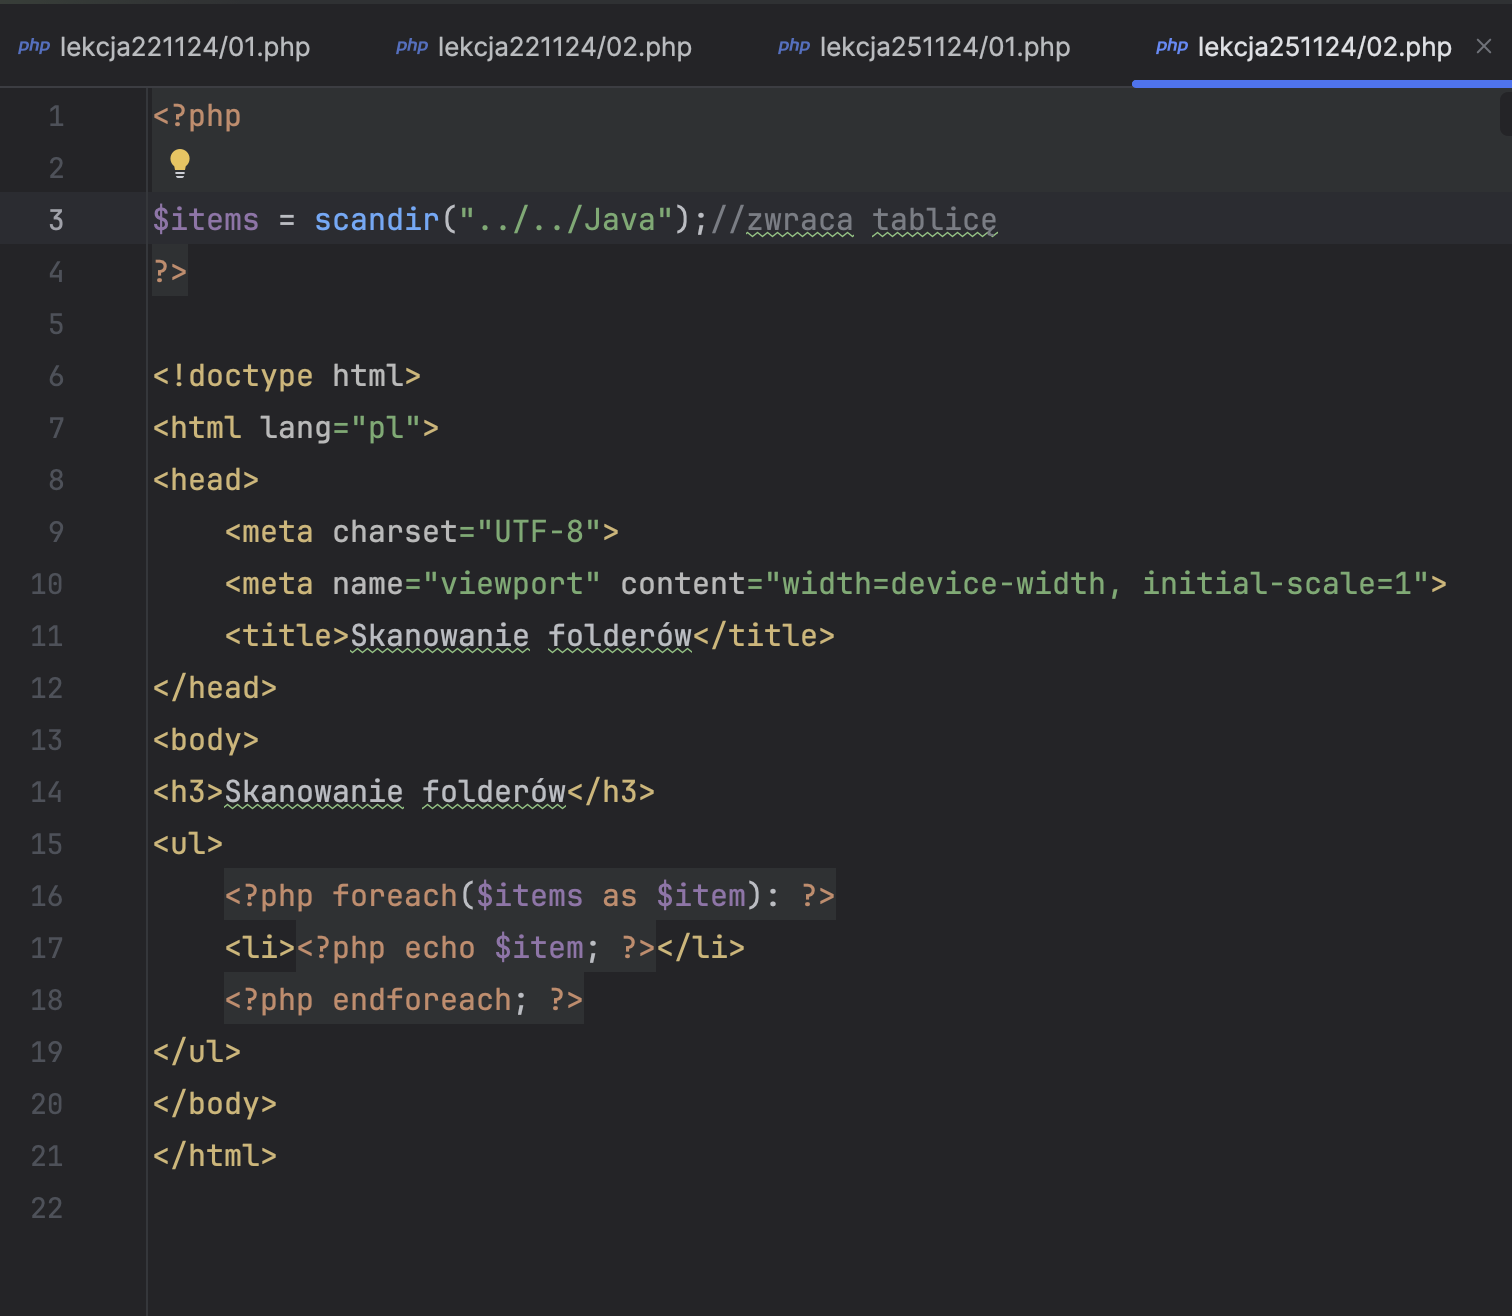 php lekcja221124/01.php php lekcja221124/02.php php lekcja251124/01.php php lekcja251124/02.php ×
1 <?php
2
3 $items = scandir("../../Java");//zwraca tablicę
4 ?>
5
6 <!doctype html>
7 <html lang="pl">
8 <head>
9     <meta charset="UTF-8">
10     <meta name="viewport" content="width=device-width, initial-scale=1">
11     <title>Skanowanie folderów</title>
12 </head>
13 <body>
14 <h3>Skanowanie folderów</h3>
15 <ul>
16     <?php foreach($items as $item): ?>
17     <li><?php echo $item; ?></li>
18     <?php endforeach; ?>
19 </ul>
20 </body>
21 </html>
22